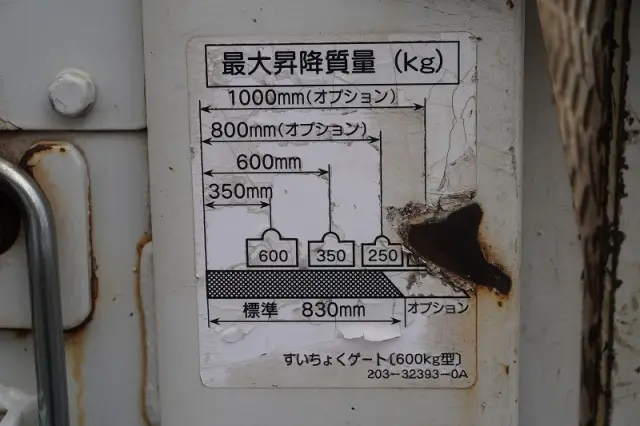 最大昇降質量 (kg)
1000mm(オプション)
800mm(オプション)
600mm
350mm
600 350 250
標準 830mm オプション
すいちょくゲート〔600kg型〕
203-32393-0A